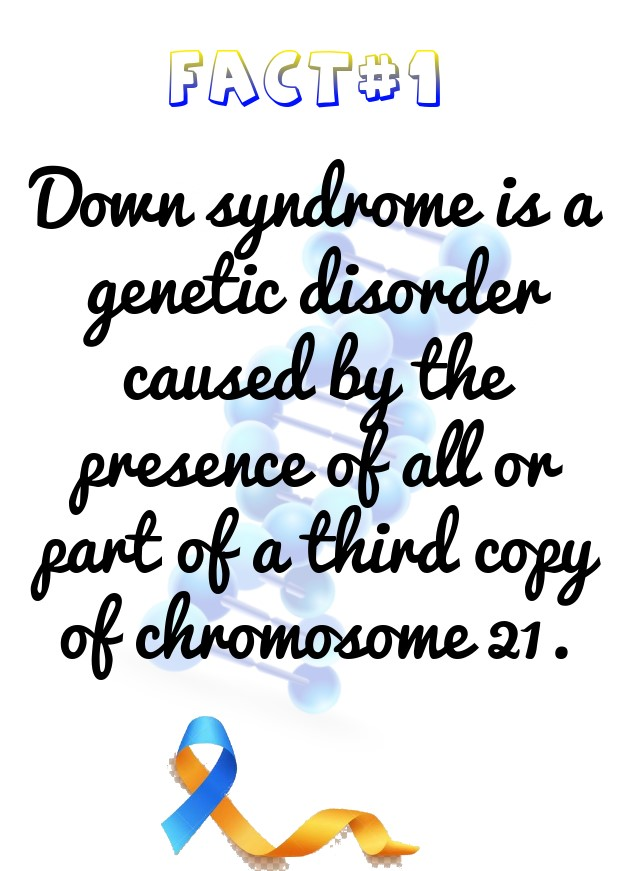 FACT#1
Down syndrome is a
genetic disorder
caused by the
presence of all or
part of a third copy
of chromosome 21.